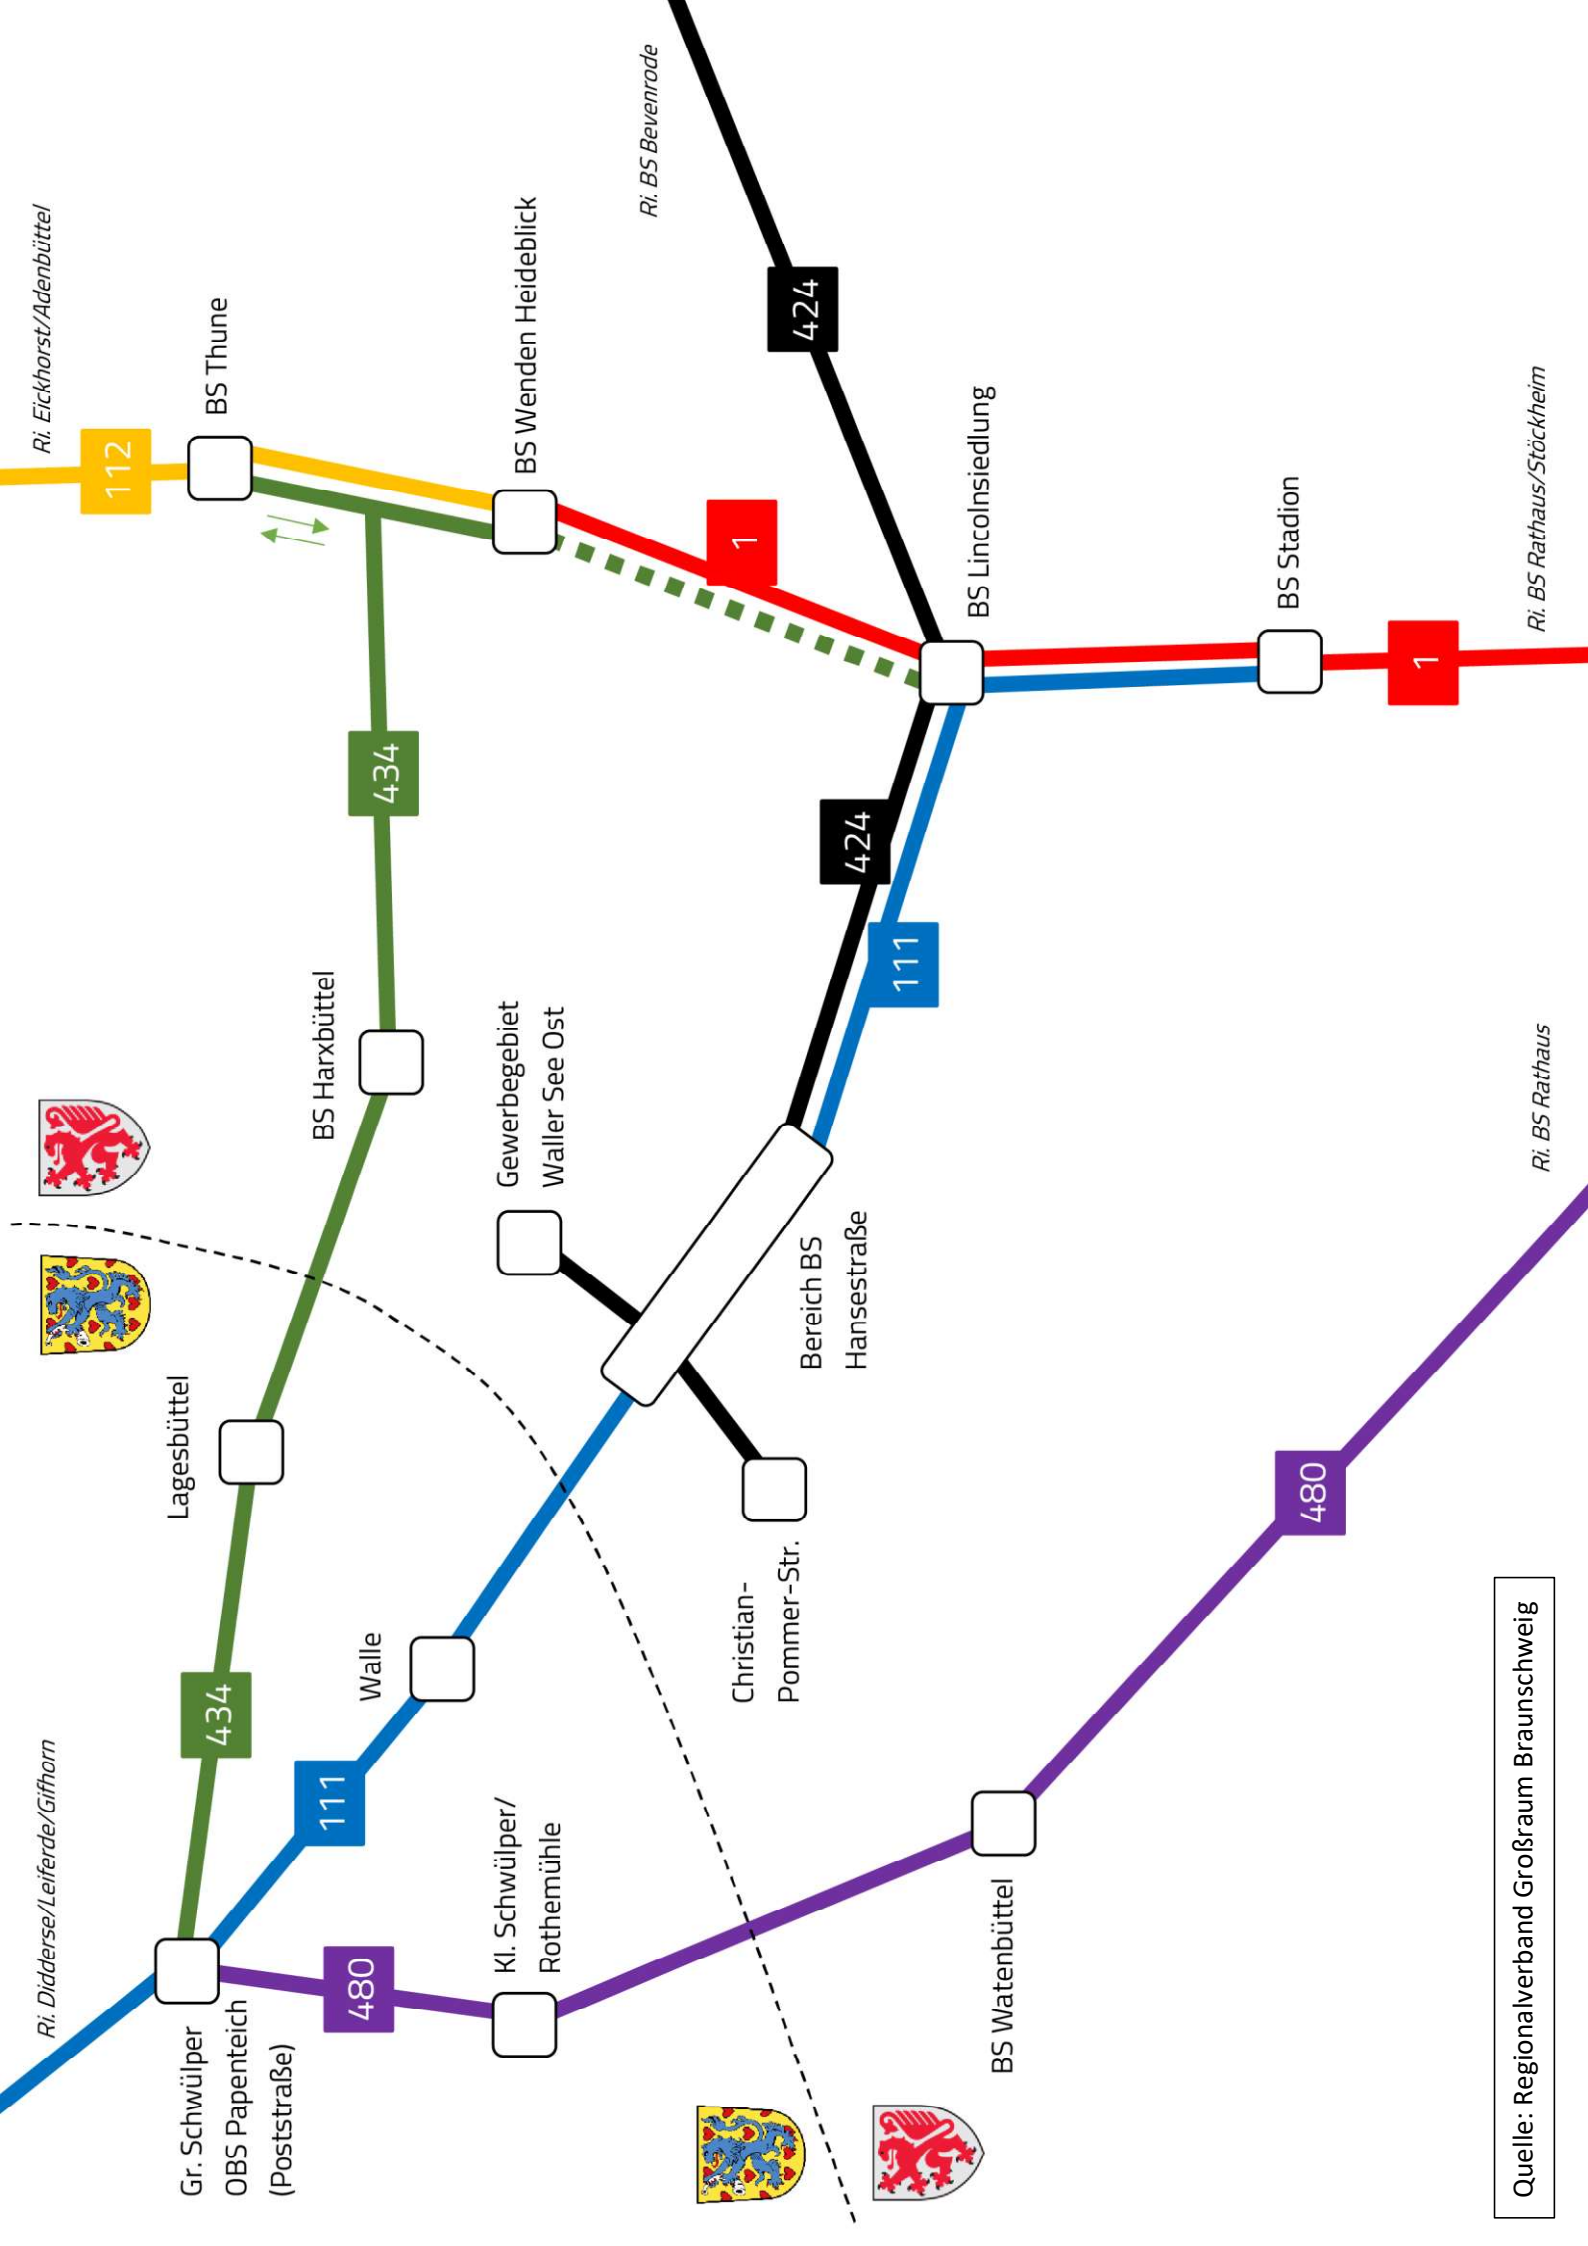 Ri. Didderse/Leiferde/Gifhorn
Ri. Eickhorst/Adenbüttel
112
BS Thune
Lagesbüttel
Gr. Schwülper
OBS Papenteich
(Poststraße)
434
BS Harxbüttel
434
111
Walle
480
Kl. Schwülper/
Rothemühle
Gewerbegebiet
Waller See Ost
BS Wenden Heideblick
Ri. BS Bevenrode
1
424
Christian-
Pommer-Str.
Bereich BS
Hansestraße
424
111
BS Lincolnsiedlung
BS Watenbüttel
480
BS Stadion
1
Ri. BS Rathaus
Ri. BS Rathaus/Stöckheim
Quelle: Regionalverband Großraum Braunschweig